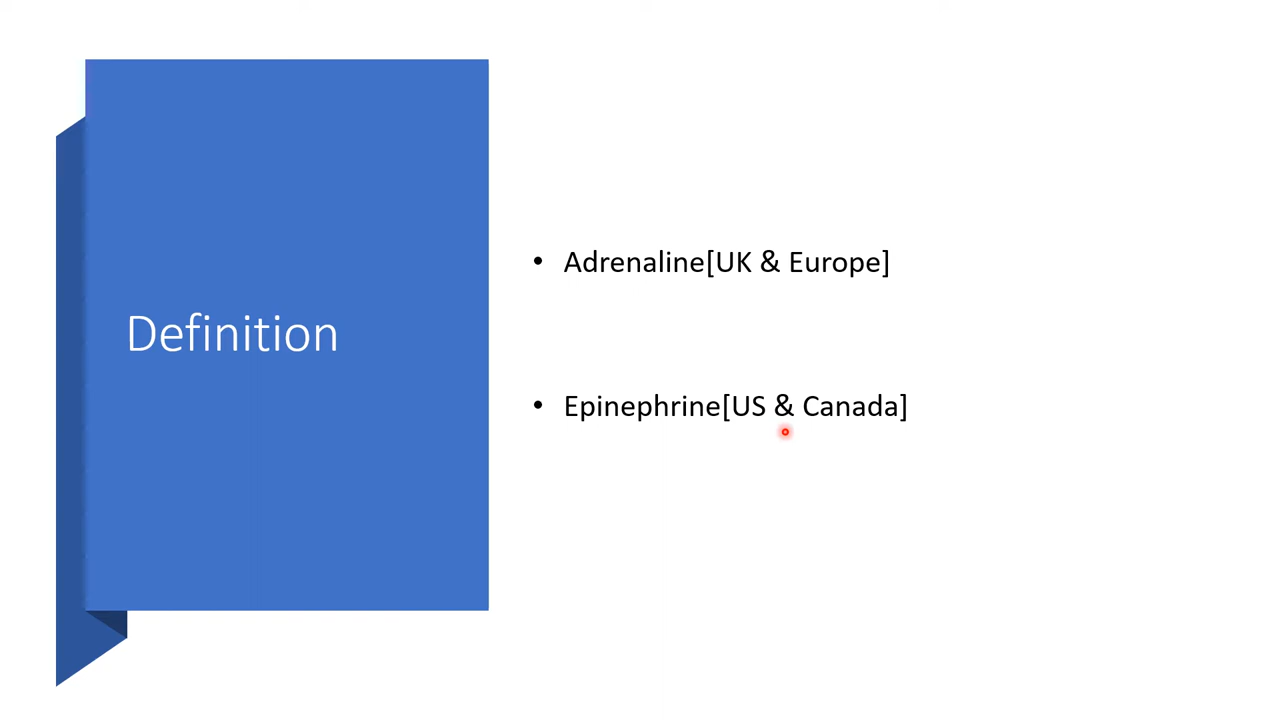 Definition
• Adrenaline[UK & Europe]
• Epinephrine[US & Canada]